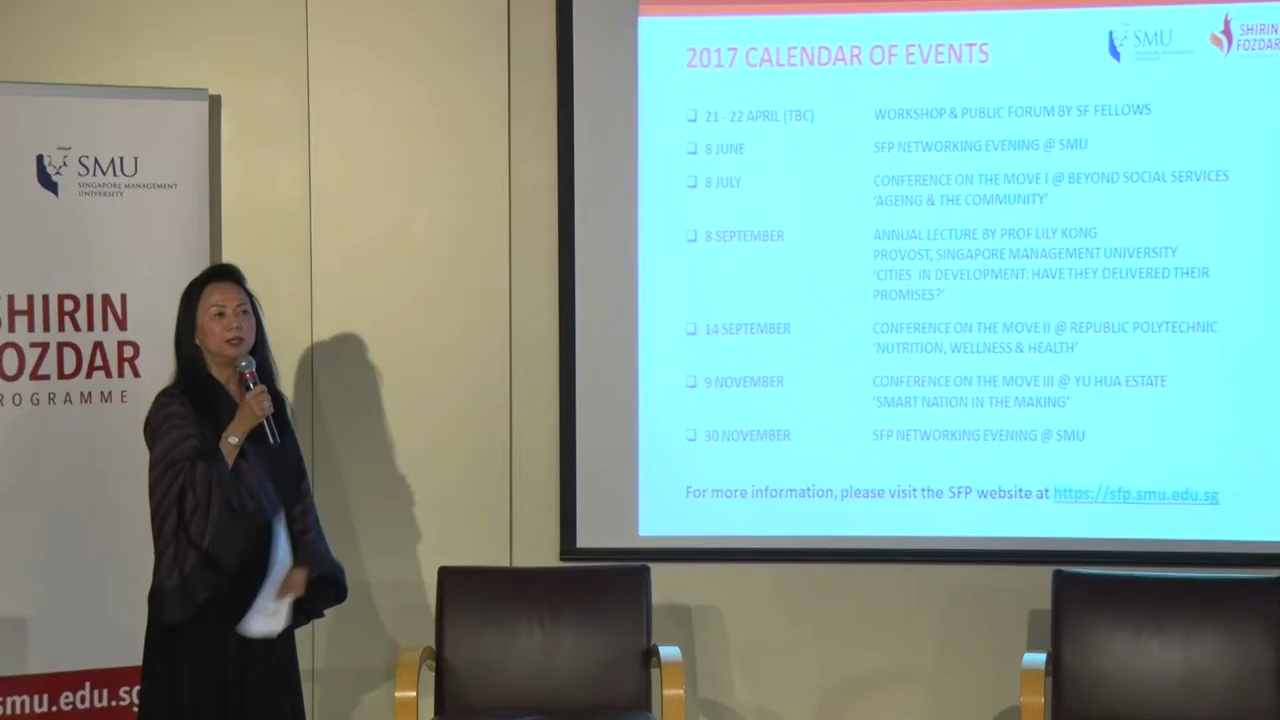 SMU
SINGAPORE MANAGEMENT
UNIVERSITY
SHIRIN
FOZDAR
ROGRAMME
smu.edu.sg
2017 CALENDAR OF EVENTS
SMU
SHIRIN
FOZDAR
21 - 22 APRIL (TBC) WORKSHOP & PUBLIC FORUM BY SF FELLOWS
8 JUNE SFP NETWORKING EVENING @ SMU
8 JULY CONFERENCE ON THE MOVE I @ BEYOND SOCIAL SERVICES
'AGEING & THE COMMUNITY'
8 SEPTEMBER ANNUAL LECTURE BY PROF LILY KONG
PROVOST, SINGAPORE MANAGEMENT UNIVERSITY
'CITIES IN DEVELOPMENT: HAVE THEY DELIVERED THEIR
PROMISES?'
14 SEPTEMBER CONFERENCE ON THE MOVE II @ REPUBLIC POLYTECHNIC
'NUTRITION, WELLNESS & HEALTH'
9 NOVEMBER CONFERENCE ON THE MOVE III @ YU HUA ESTATE
'SMART NATION IN THE MAKING'
30 NOVEMBER SFP NETWORKING EVENING @ SMU
For more information, please visit the SFP website at https://sfp.smu.edu.sg